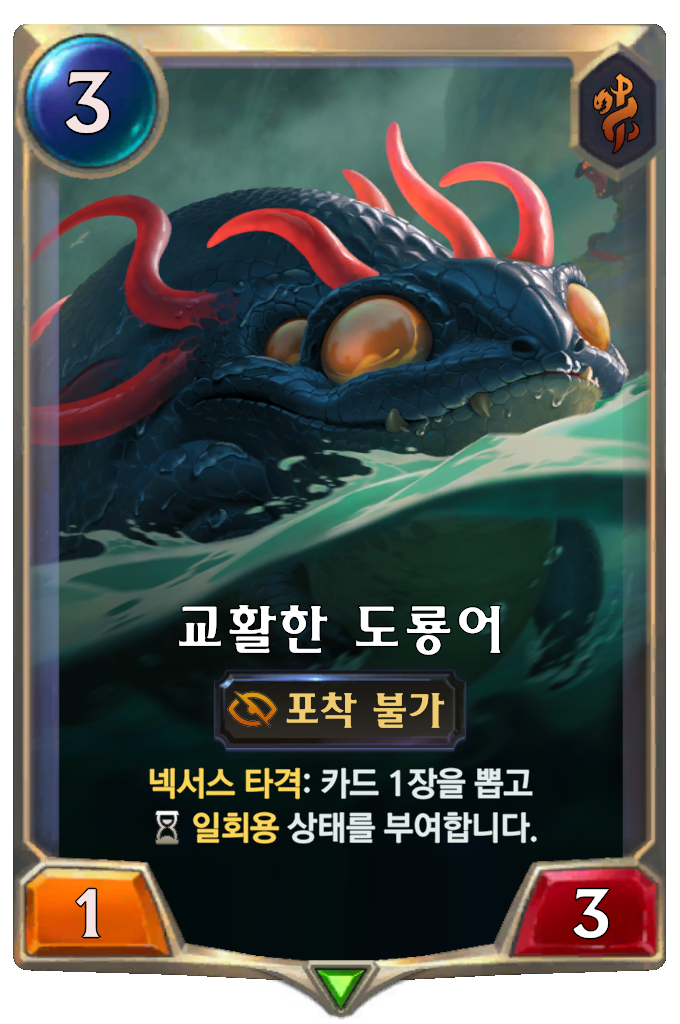 3
교활한 도룡어
포착 불가
넥서스 타격: 카드 1장을 뽑고
일회용 상태를 부여합니다.
1
3